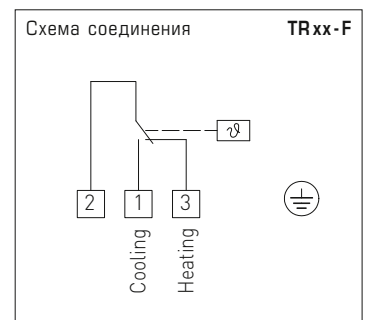 Схема соединения TRxx-F
ϑ
2 1 3
Cooling
Heating